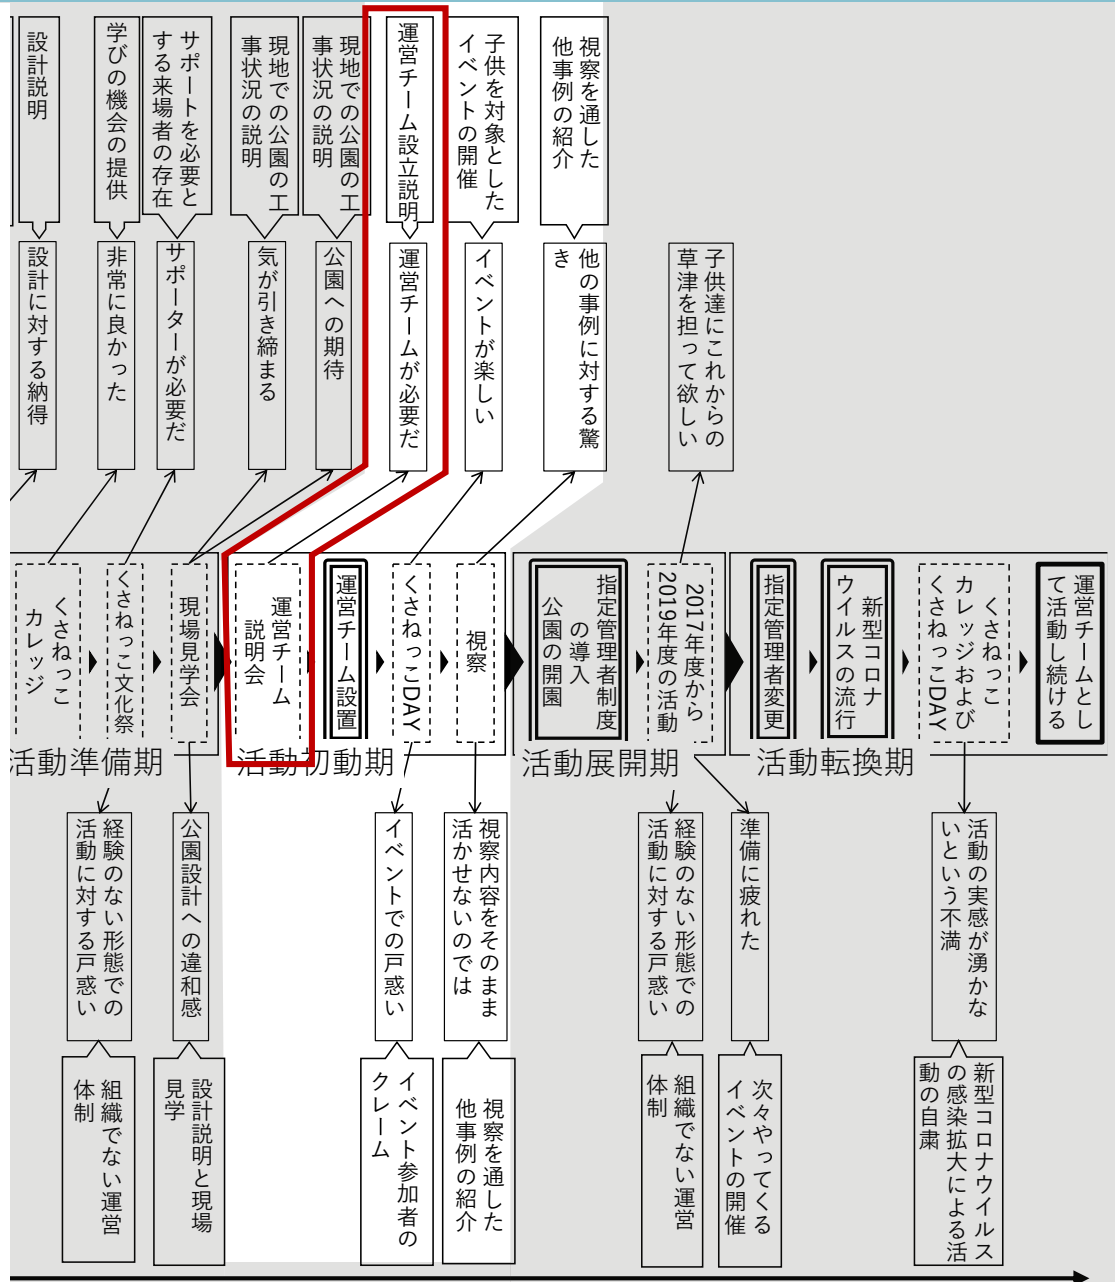 設計説明
学びの機会の提供
サポートを必要と
する来場者の存在
現地での公園の工
事状況の説明
現地での公園の工
事状況の説明
運営チーム設立説明
子供を対象とした
イベントの開催
視察を通した
他事例の紹介
設計に対する納得
非常に良かった
サポーターが必要だ
気が引き締まる
公園への期待
運営チームが必要だ
イベントが楽しい
他の事例に対する驚
き
子供達にこれからの
草津を担って欲しい
くさねっこ
カレッジ
くさねっこ文化祭
現場見学会
運営チーム
説明会
運営チーム設置
くさねっこDAY
視察
指定管理者制度
の導入
公園の開園
2017年度から
2019年度の活動
指定管理者変更
新型コロナ
ウイルスの流行
くさねっこ
カレッジおよび
くさねっこDAY
運営チームとし
て活動し続ける
活動準備期
活動初動期
活動展開期
活動転換期
経験のない形態での
活動に対する戸惑い
公園設計への違和感
イベントでの戸惑い
視察内容をそのまま
活かせないのでは
経験のない形態での
活動に対する戸惑い
準備に疲れた
活動の実感が湧かな
いという不満
組織でない運営
体制
設計説明と現場
見学
イベント参加者の
クレーム
視察を通した
他事例の紹介
組織でない運営
体制
次々やってくる
イベントの開催
新型コロナウイルス
の感染拡大による活
動の自粛